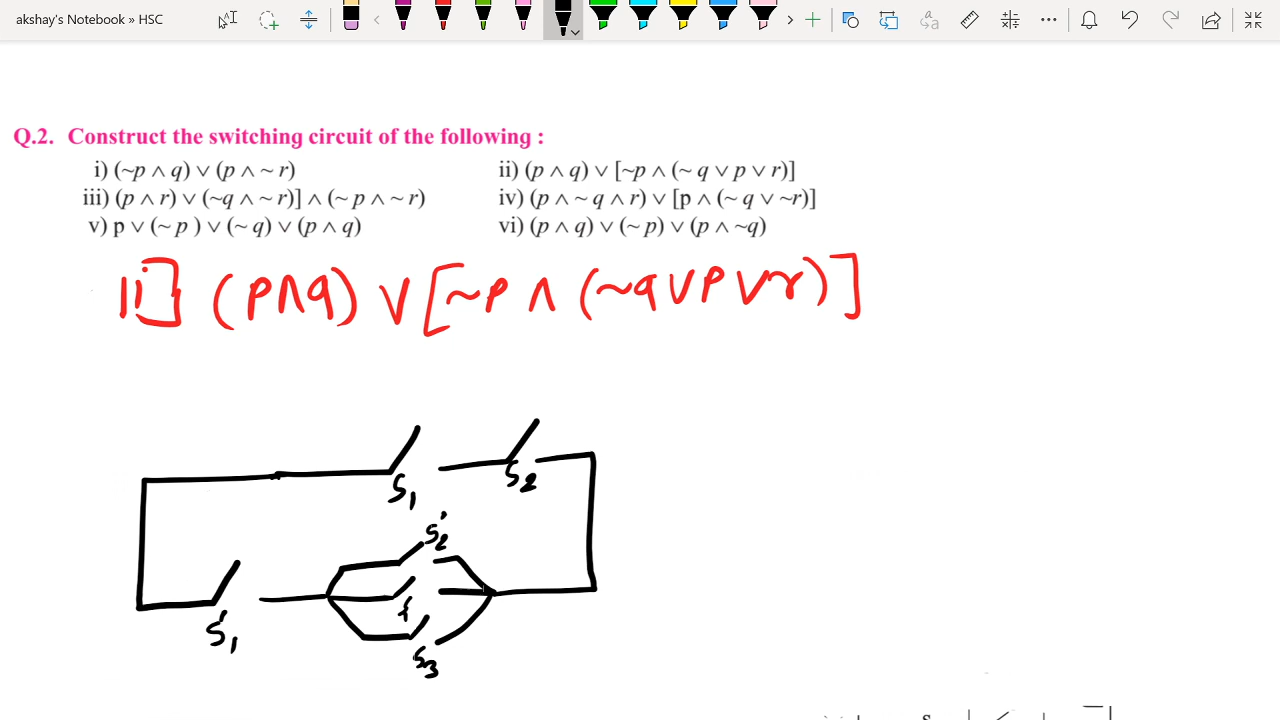 akshay's Notebook » HSC
Q.2. Construct the switching circuit of the following :
i) (~p ∧ q) ∨ (p ∧ ~ r)
ii) (p ∧ q) ∨ [~p ∧ (~ q ∨ p ∨ r)]
iii) (p ∧ r) ∨ (~q ∧ ~ r)] ∧ (~ p ∧ ~ r)
iv) (p ∧ ~ q ∧ r) ∨ [p ∧ (~ q ∨ ~r)]
v) p ∨ (~ p ) ∨ (~ q) ∨ (p ∧ q)
vi) (p ∧ q) ∨ (~ p) ∨ (p ∧ ~q)
ii] (p∧q) ∨ [~p ∧ (~q∨p∨r)]
S1 S2
S2'
S1'
S3